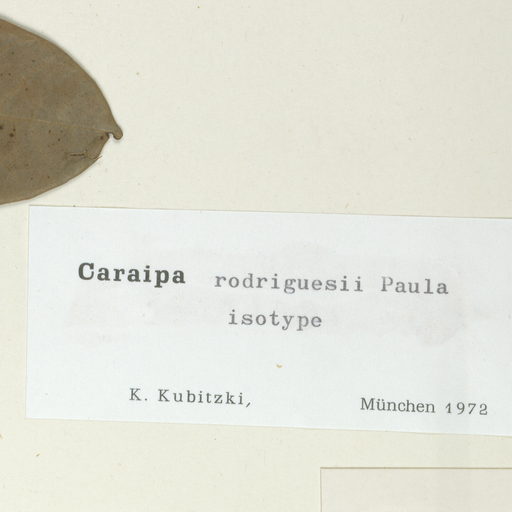 Caraipa rodriguesii Paula
isotype
K. Kubitzki, München 1972